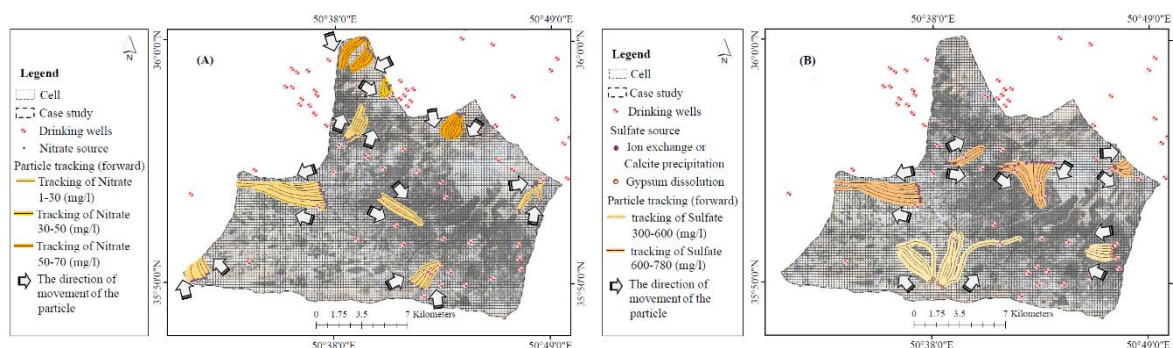 50°38'0"E
50°49'0"E
36°0'0"N
(A)
N
Legend
Cell
Case study
Drinking wells
Nitrate source
Particle tracking (forward)
Tracking of Nitrate
1-30 (mg/l)
Tracking of Nitrate
30-50 (mg/l)
Tracking of Nitrate
50-70 (mg/l)
The direction of
movement of the
particle
35°50'0"N
35°50'0"N
0 1.75 3.5 7 Kilometers
50°38'0"E
50°49'0"E
50°38'0"E
50°49'0"E
36°0'0"N
(B)
N
Legend
Cell
Case study
Drinking wells
Sulfate source
Ion exchange or
Calcite precipitation
Gypsum dissolution
Particle tracking (forward)
tracking of Sulfate
300-600 (mg/l)
tracking of Sulfate
600-780 (mg/l)
The direction of
movement of the
particle
35°50'0"N
35°50'0"N
0 1.75 3.5 7 Kilometers
50°38'0"E
50°49'0"E